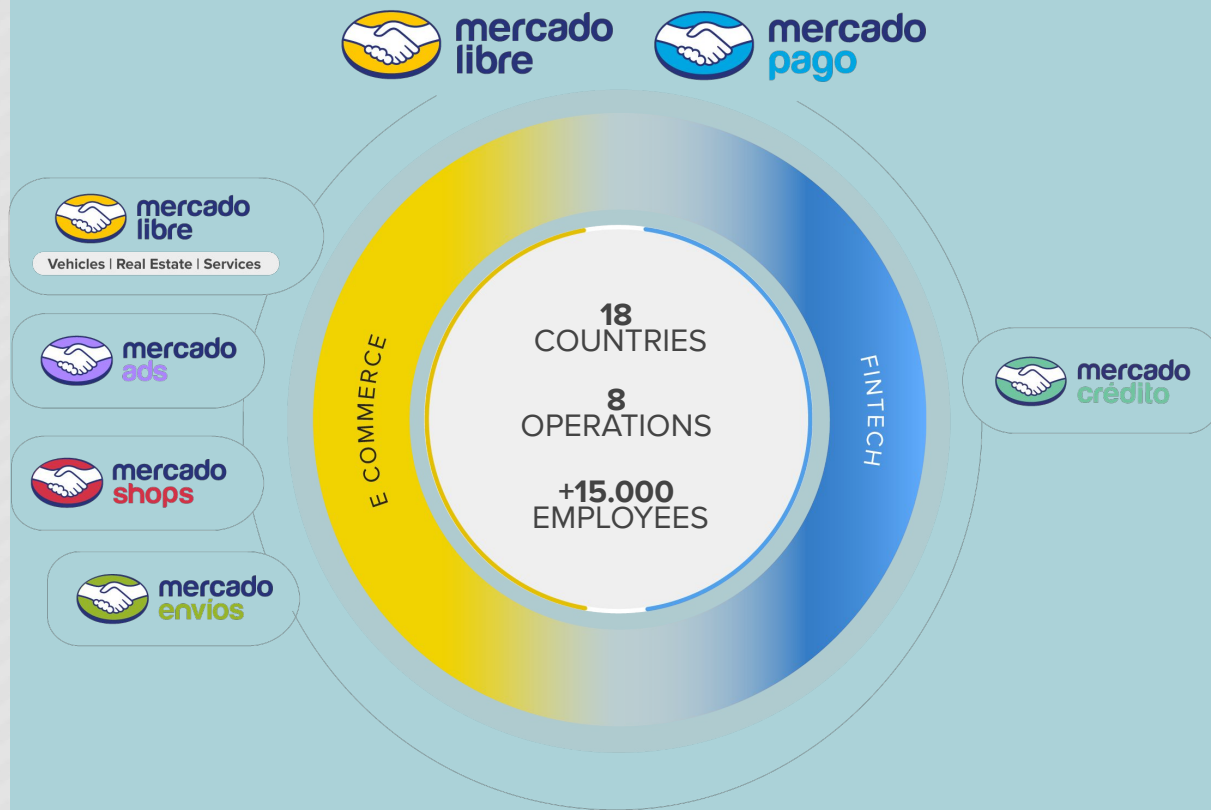 mercado
libre
mercado
pago
mercado
libre
Vehicles | Real Estate | Services
mercado
ads
mercado
shops
mercado
envíos
E COMMERCE
18
COUNTRIES
8
OPERATIONS
+15.000
EMPLOYEES
FINTECH
mercado
crédito